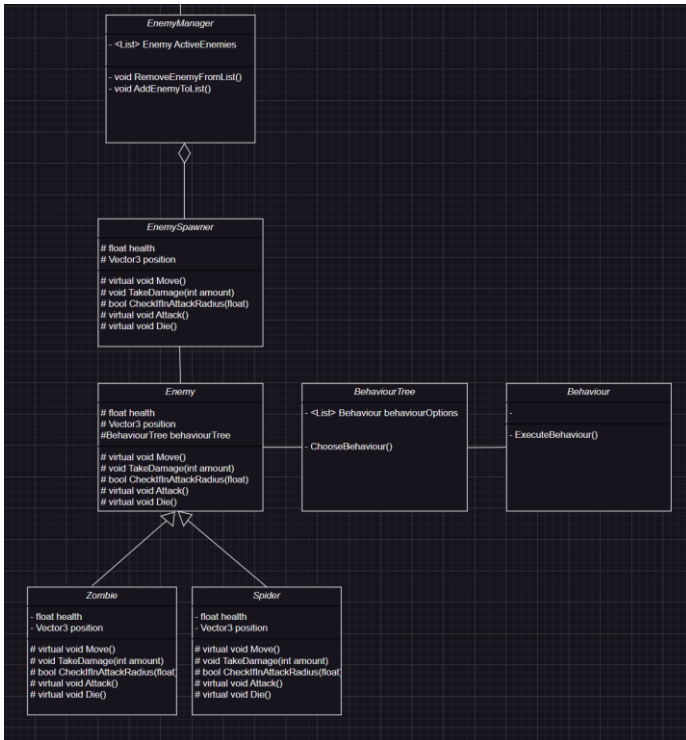 EnemyManager
- <List> Enemy ActiveEnemies
- void RemoveEnemyFromList()
- void AddEnemyToList()
EnemySpawner
# float health
# Vector3 position
# virtual void Move()
# void TakeDamage(int amount)
# bool CheckIfInAttackRadius(float)
# virtual void Attack()
# virtual void Die()
Enemy
# float health
# Vector3 position
#BehaviourTree behaviourTree
# virtual void Move()
# void TakeDamage(int amount)
# bool CheckIfInAttackRadius(float)
# virtual void Attack()
# virtual void Die()
BehaviourTree
- <List> Behaviour behaviourOptions
- ChooseBehaviour()
Behaviour
-
- ExecuteBehaviour()
Zombie
- float health
- Vector3 position
# virtual void Move()
# void TakeDamage(int amount)
# bool CheckIfInAttackRadius(float)
# virtual void Attack()
# virtual void Die()
Spider
- float health
- Vector3 position
# virtual void Move()
# void TakeDamage(int amount)
# bool CheckIfInAttackRadius(float)
# virtual void Attack()
# virtual void Die()